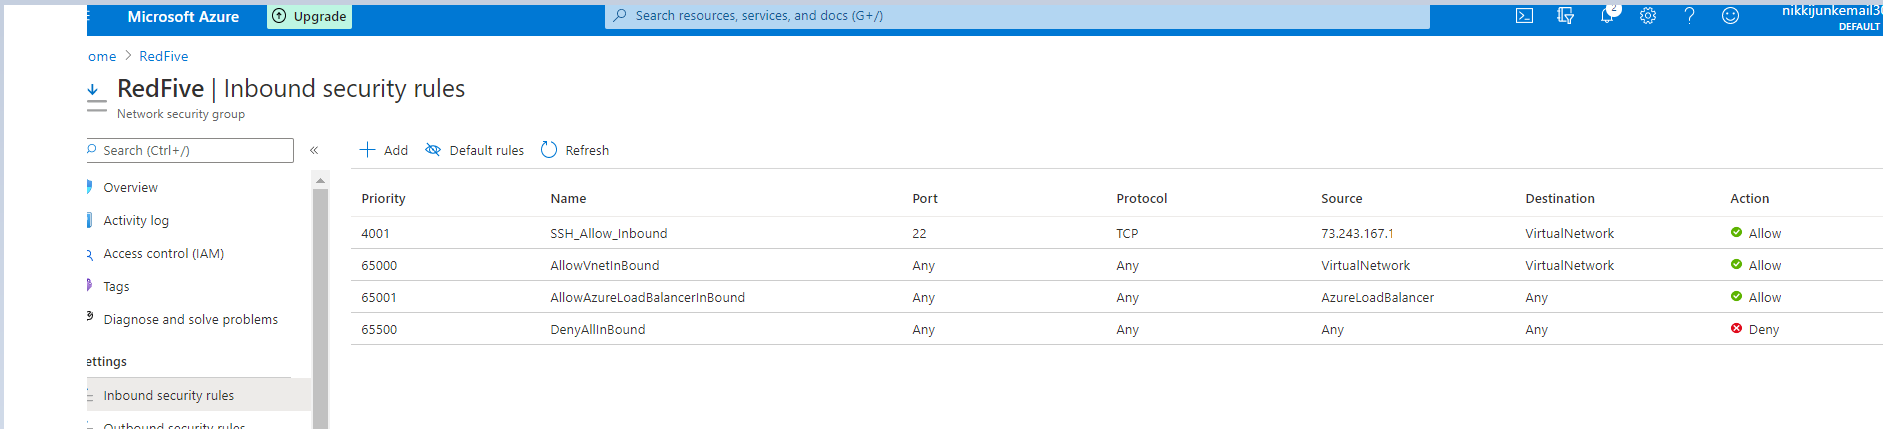 Microsoft Azure
Upgrade
Search resources, services, and docs (G+/)
2
nikkijunkemail30
DEFAULT
ome > RedFive
RedFive | Inbound security rules
Network security group
Search (Ctrl+/)
«
Add
Default rules
Refresh
Overview
Activity log
Access control (IAM)
Tags
Diagnose and solve problems
ettings
Inbound security rules
Outbound security rules
Priority Name Port Protocol Source Destination Action
4001 SSH_Allow_Inbound 22 TCP 73.243.167.1 VirtualNetwork Allow
65000 AllowVnetInBound Any Any VirtualNetwork VirtualNetwork Allow
65001 AllowAzureLoadBalancerInBound Any Any AzureLoadBalancer Any Allow
65500 DenyAllInBound Any Any Any Any Deny